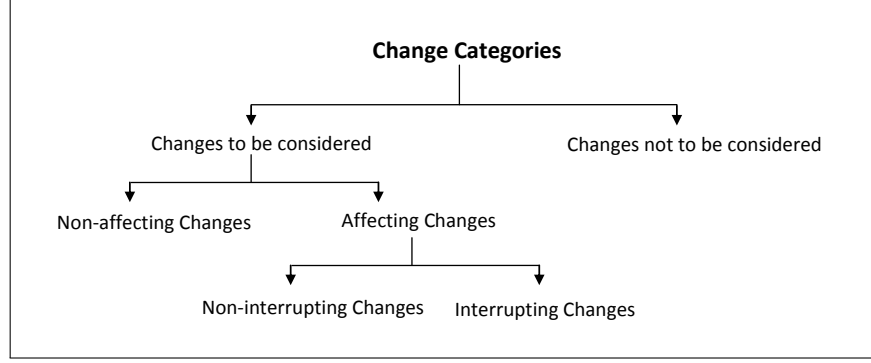 Change Categories
Changes to be considered
Changes not to be considered
Non-affecting Changes
Affecting Changes
Non-interrupting Changes
Interrupting Changes